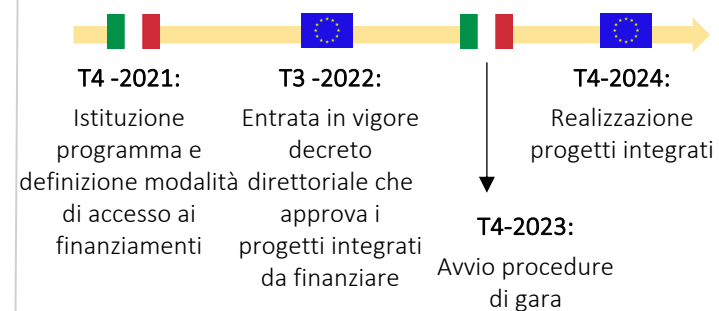 T4 -2021:
Istituzione
programma e
definizione modalità
di accesso ai
finanziamenti
T3 -2022:
Entrata in vigore
decreto
direttoriale che
approva i
progetti integrati
da finanziare
T4-2023:
Avvio procedure
di gara
T4-2024:
Realizzazione
progetti integrati